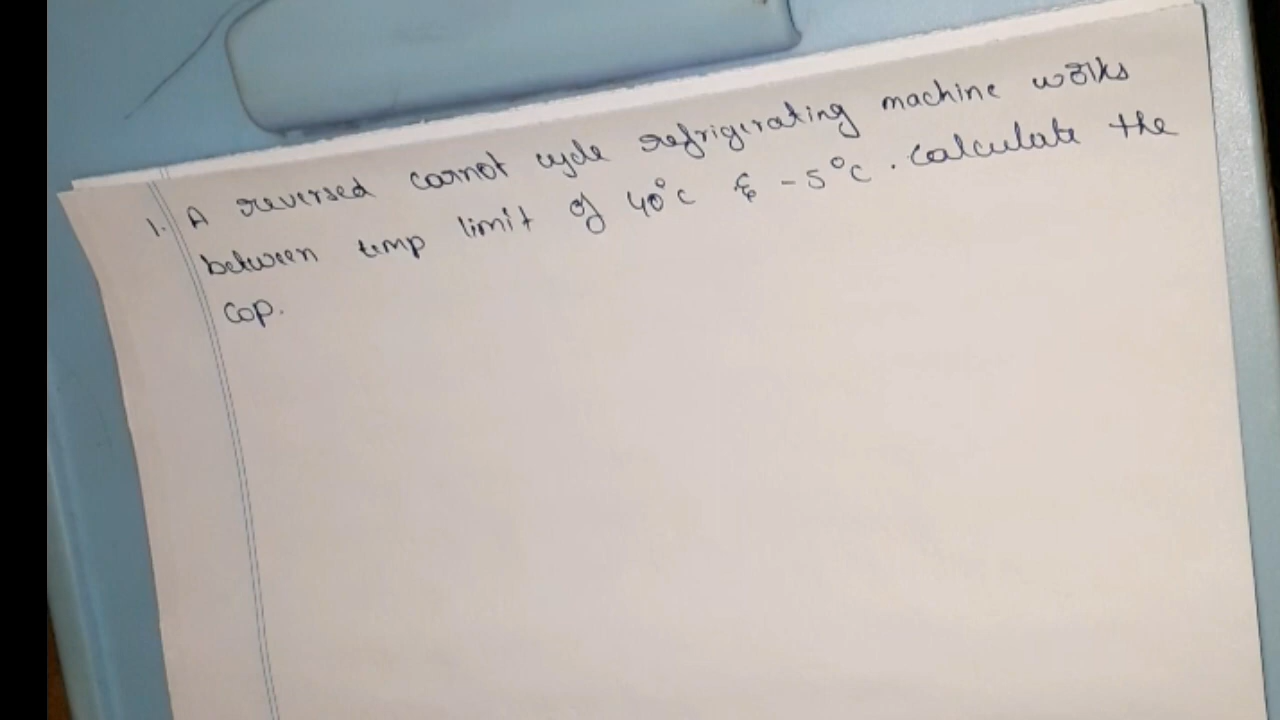 1. A reversed carnot cycle refrigerating machine works
between temp limit of 40°c & -5°c. calculate the
cop.